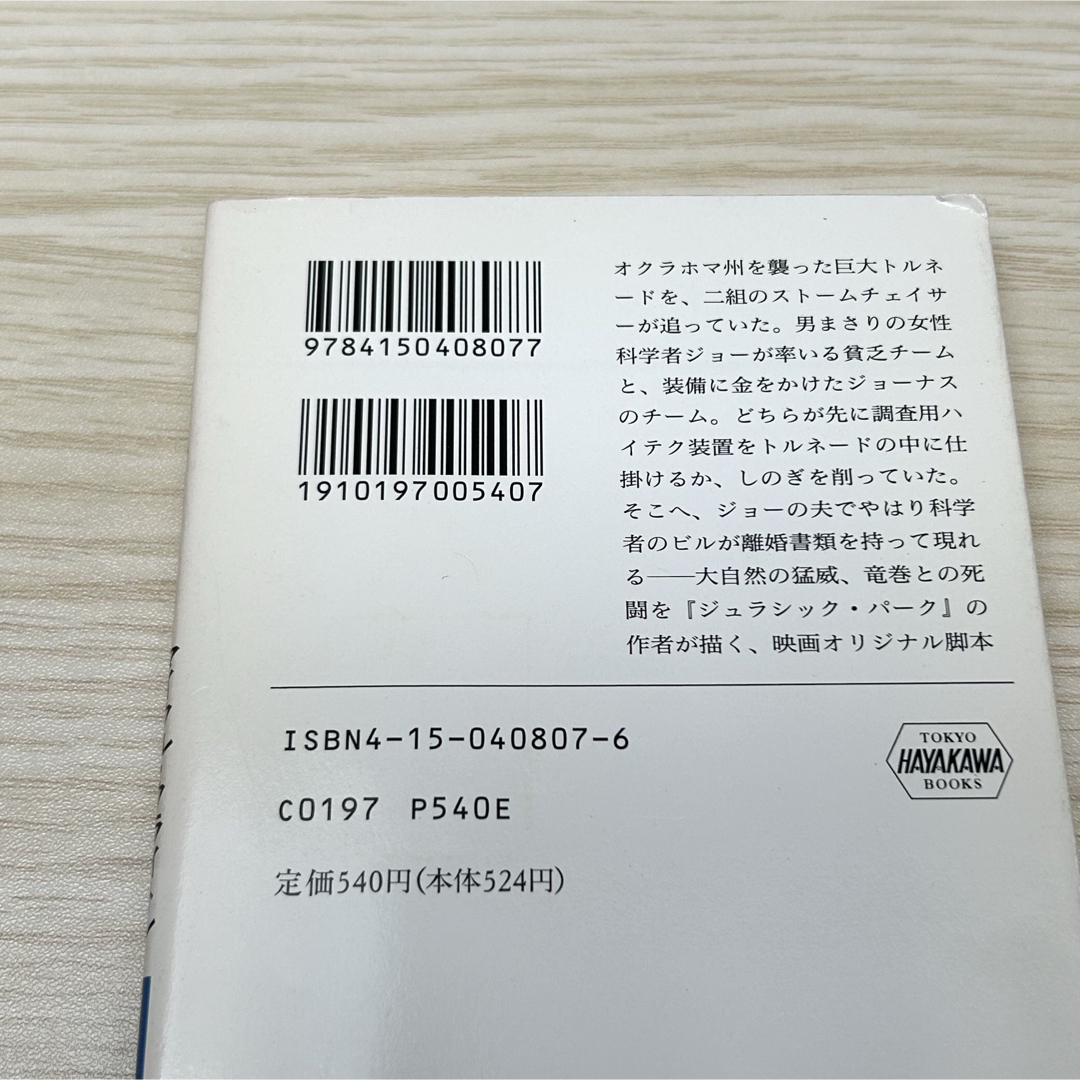 9784150408077
1910197005407
オクラホマ州を襲った巨大トルネ
ードを、二組のストームチェイサ
ーが追っていた。男まさりの女性
科学者ジョーが率いる貧乏チーム
と、装備に金をかけたジョーナス
のチーム。どちらが先に調査用ハ
イテク装置をトルネードの中に仕
掛けるか、しのぎを削っていた。
そこへ、ジョーの夫でやはり科学
者のビルが離婚書類を持って現れ
る──大自然の猛威、竜巻との死
闘を『ジュラシック・パーク』の
作者が描く、映画オリジナル脚本
ISBN4-15-040807-6
C0197 P540E
定価540円(本体524円)
TOKYO
HAYAKAWA
BOOKS